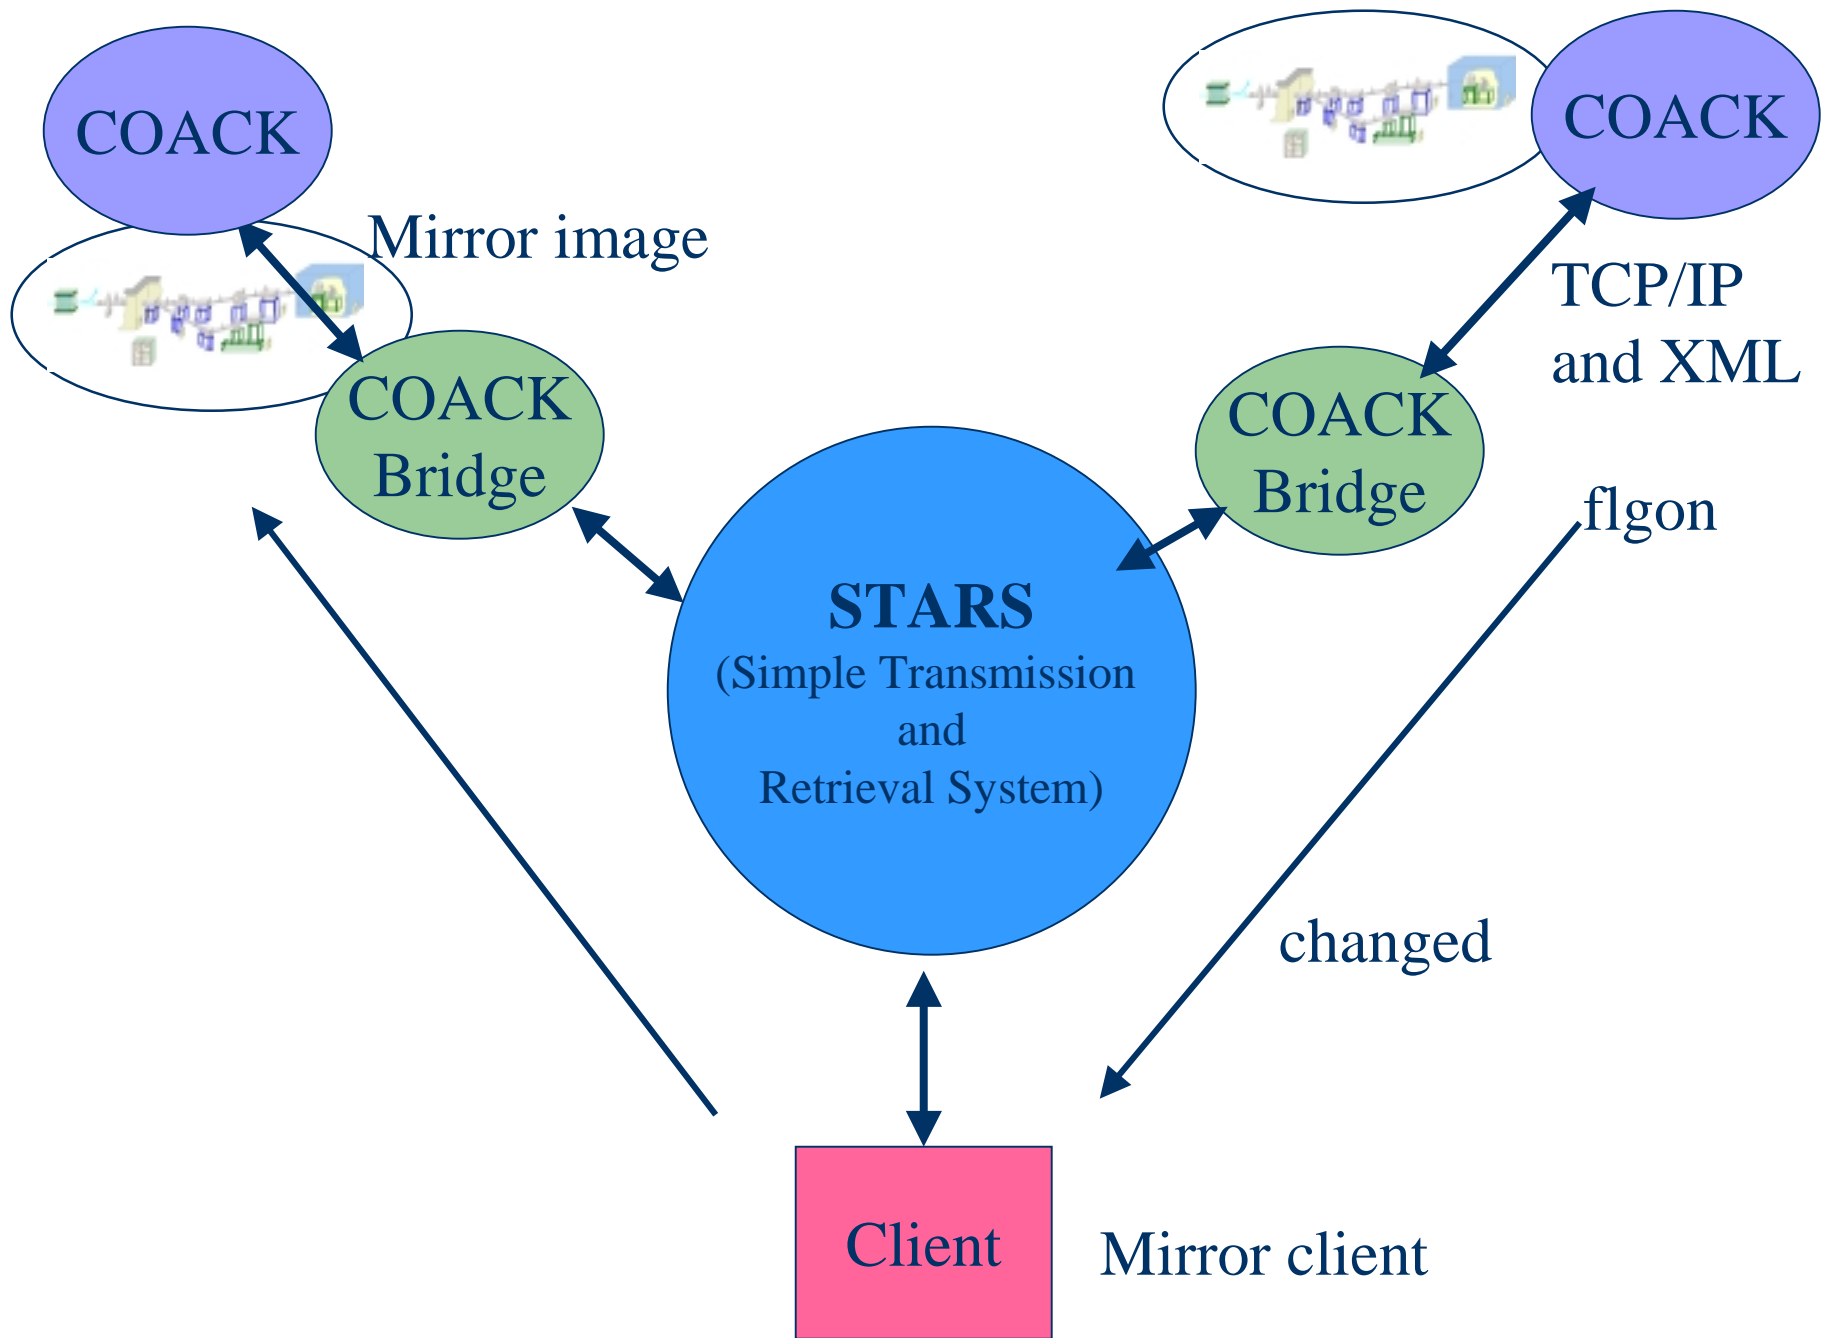 COACK
COACK
Mirror image
TCP/IP
and XML
COACK
Bridge
COACK
Bridge
flgon
STARS
(Simple Transmission
and
Retrieval System)
changed
Client
Mirror client